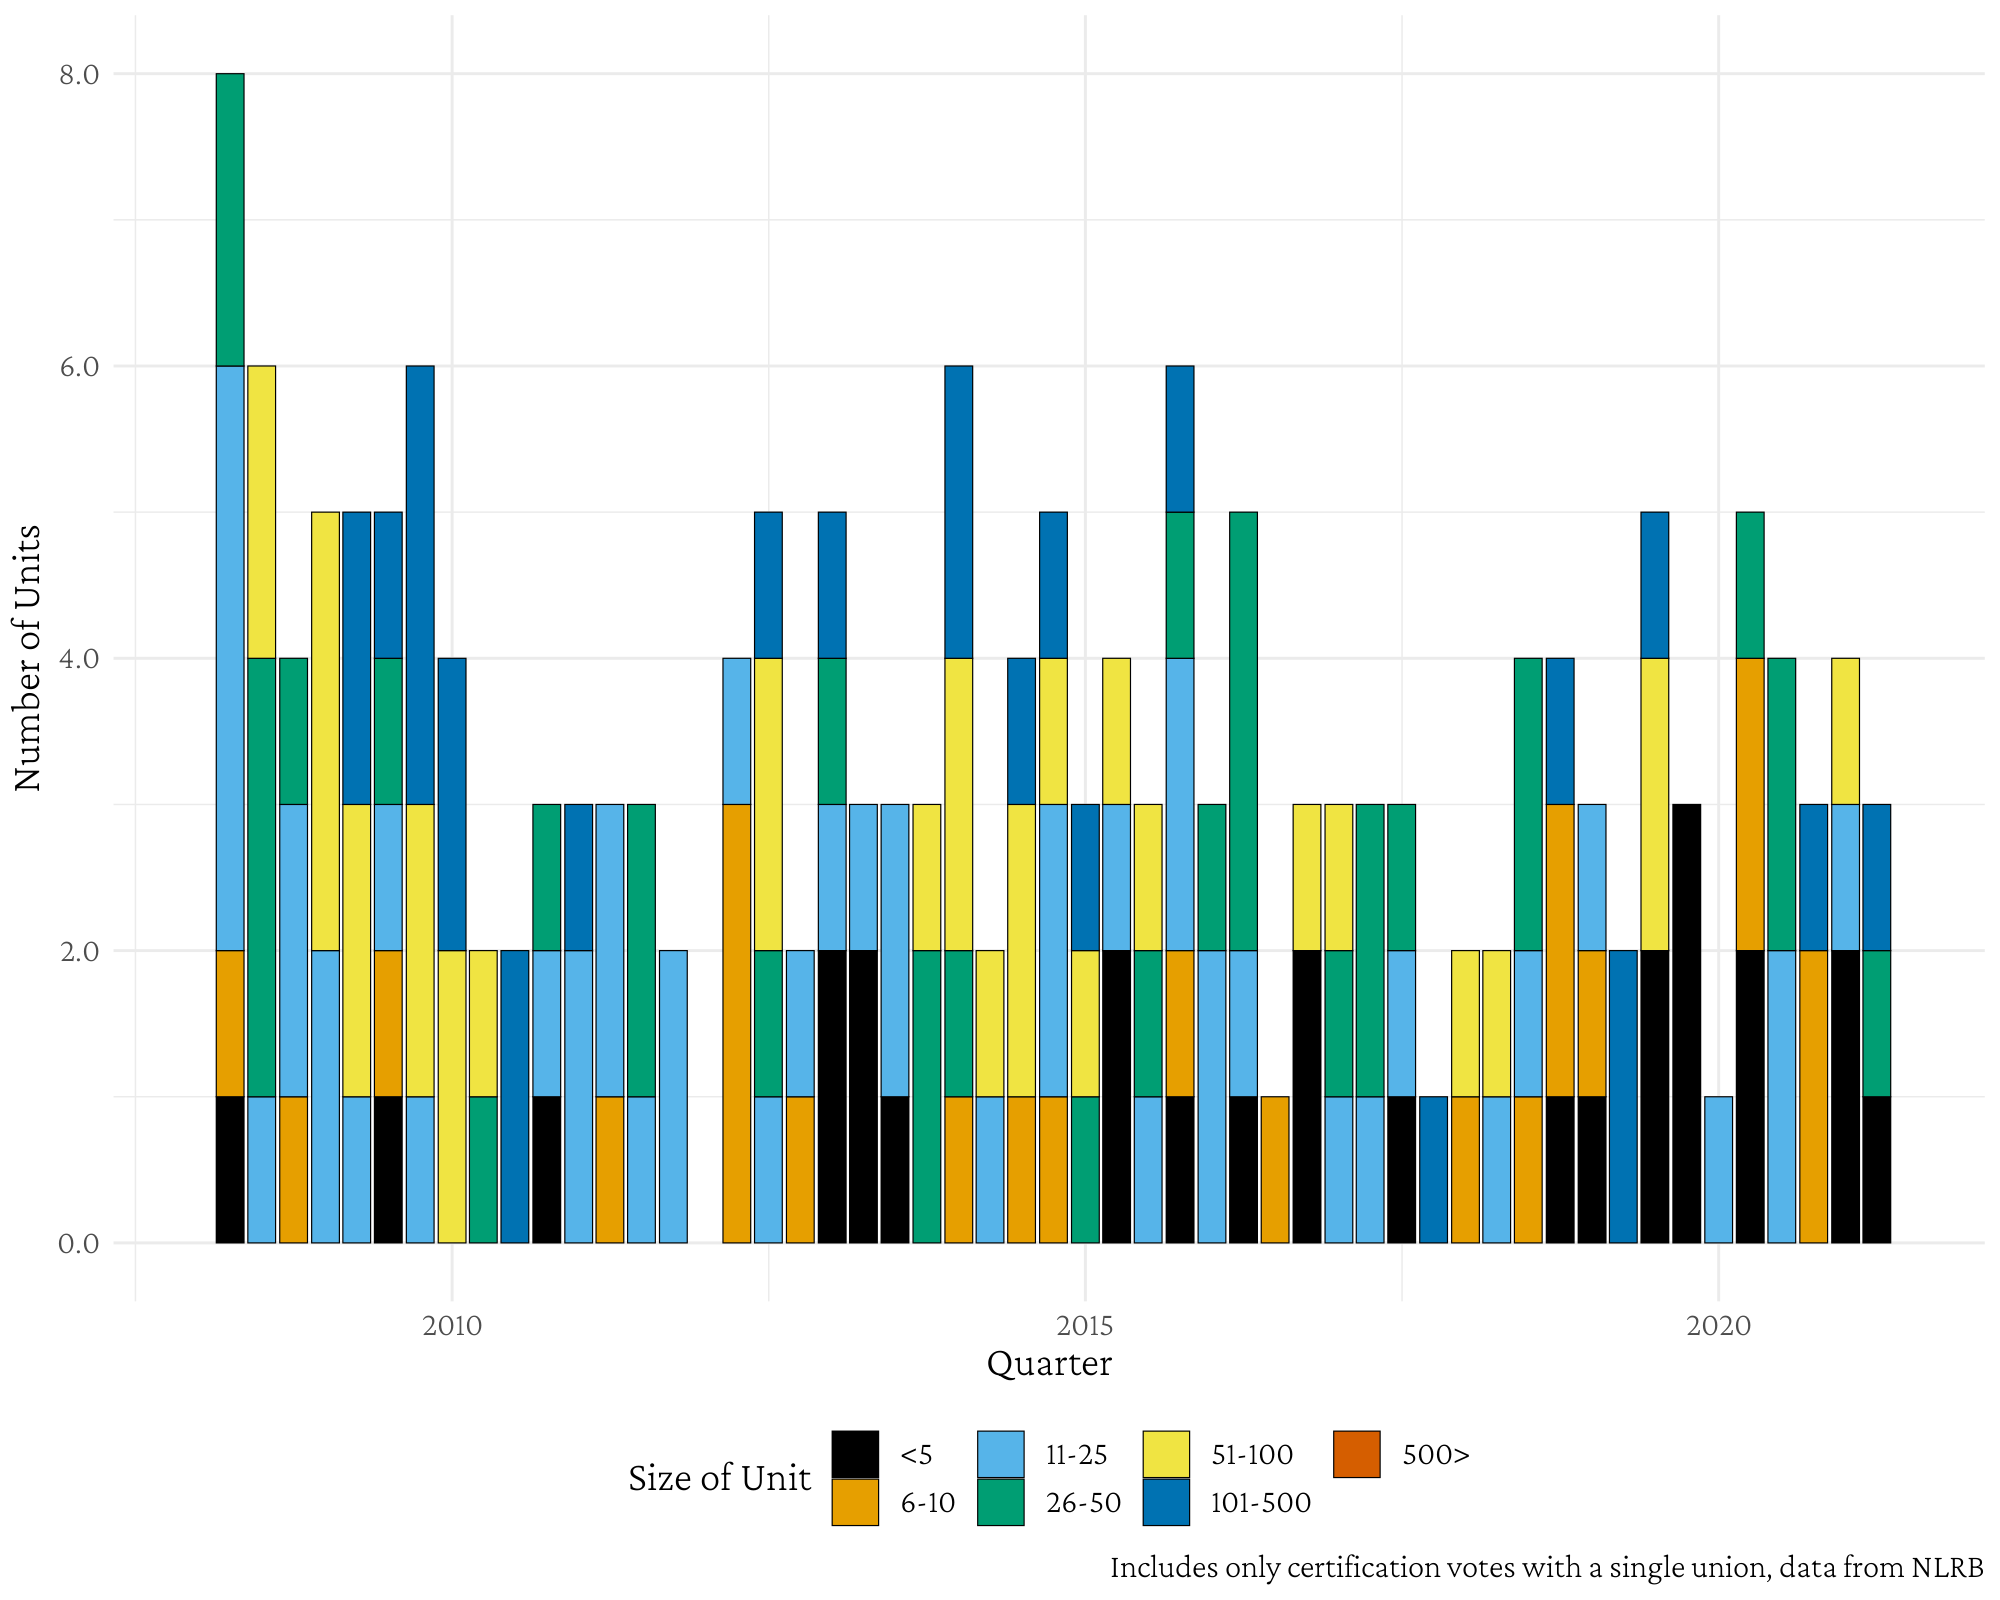 8.0
6.0
4.0
2.0
0.0
Number of Units
2010 2015 2020
Quarter
Size of Unit
<5 11-25 51-100 500>
6-10 26-50 101-500
Includes only certification votes with a single union, data from NLRB